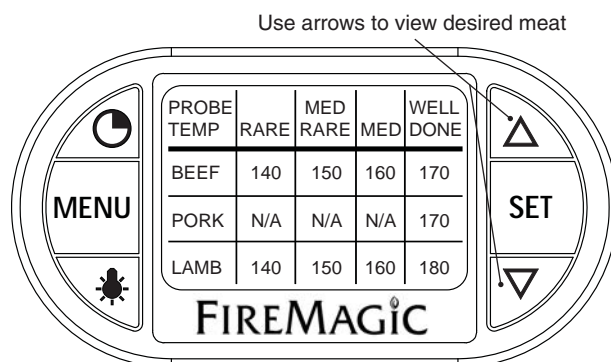 Use arrows to view desired meat
PROBE TEMP RARE MED RARE MED WELL DONE
BEEF 140 150 160 170
PORK N/A N/A N/A 170
LAMB 140 150 160 180
MENU
SET
FIREMAGIC